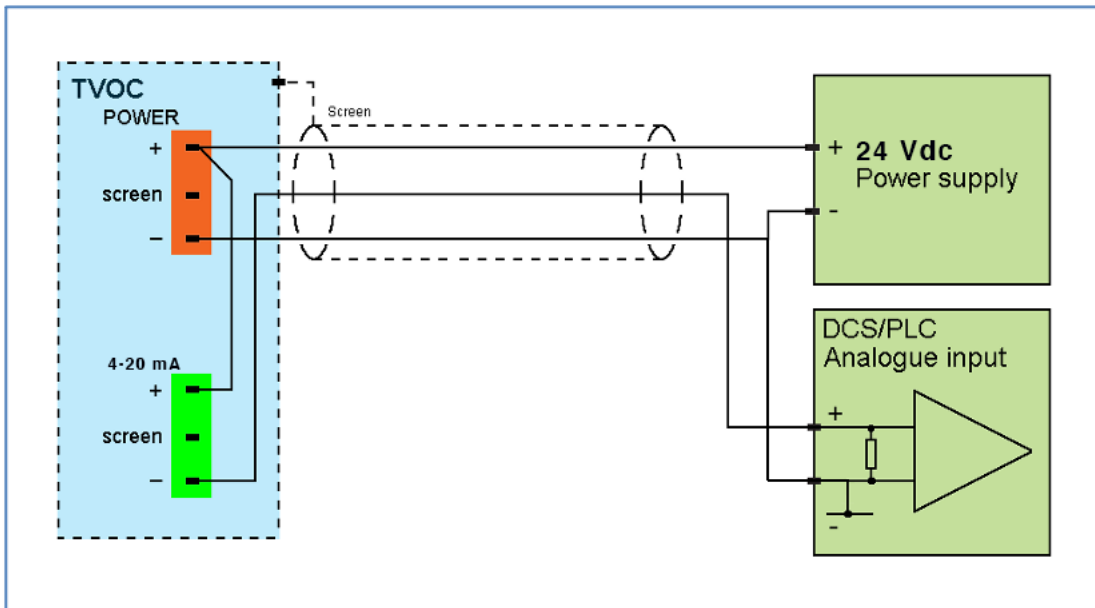 TVOC
POWER
+
screen
−
4-20 mA
+
screen
−
Screen
+ 24 Vdc
Power supply
-
DCS/PLC
Analogue input
+
-